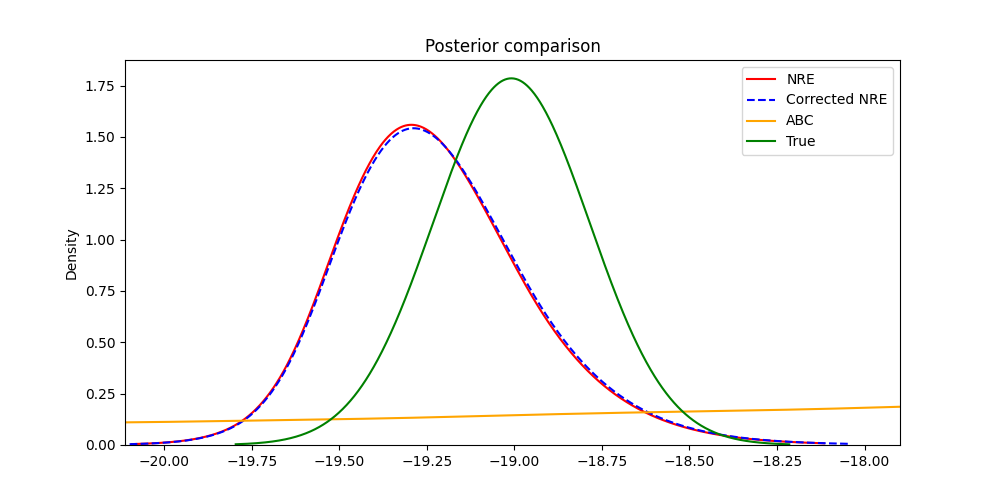 Posterior comparison
NRE
Corrected NRE
ABC
True
Density
1.75
1.50
1.25
1.00
0.75
0.50
0.25
0.00
−20.00 −19.75 −19.50 −19.25 −19.00 −18.75 −18.50 −18.25 −18.00